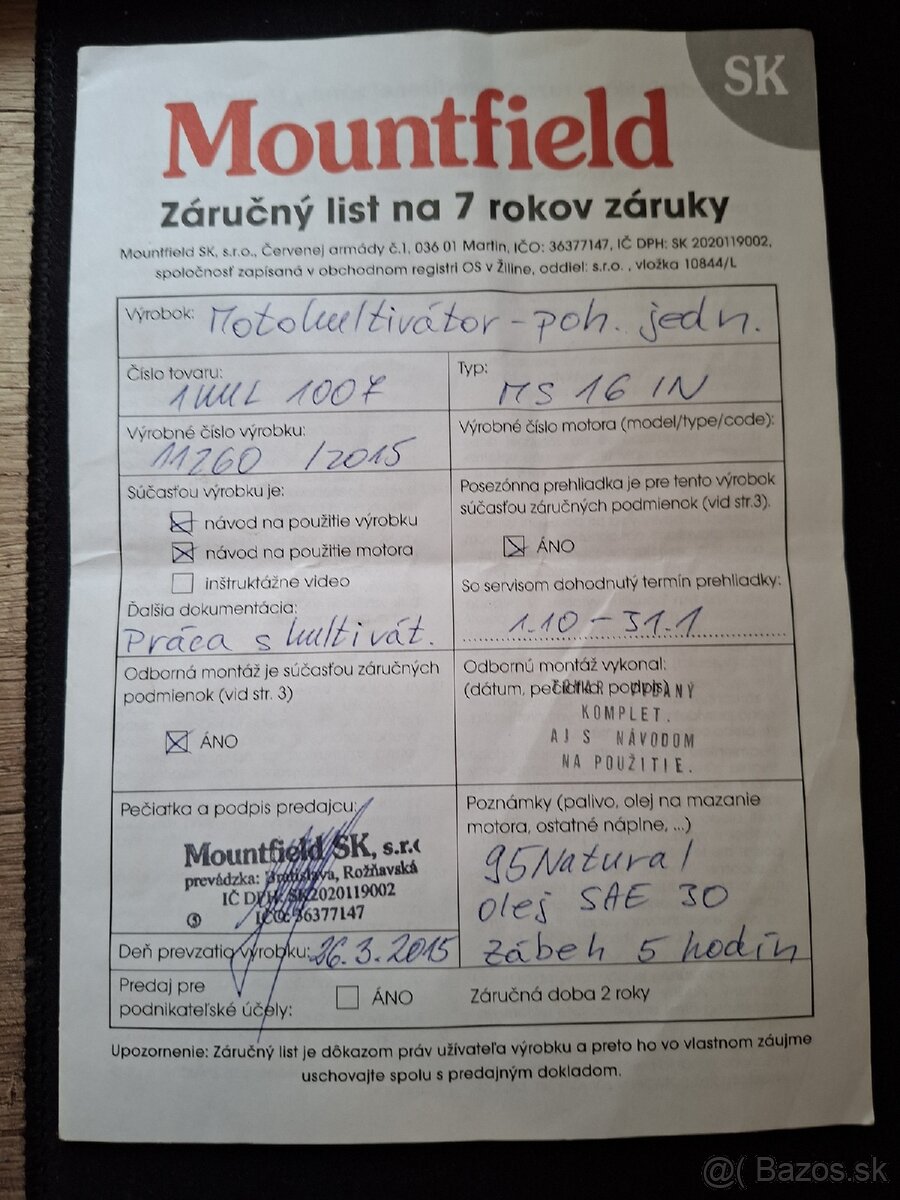 SK
Mountfield
Záručný list na 7 rokov záruky
Mountfield SK, s.r.o., Červenej armády č.1, 036 01 Martin, IČO: 36377147, IČ DPH: SK 2020119002,
spoločnosť zapísaná v obchodnom registri OS v Žiline, oddiel: s.r.o. , vložka 10844/L
Výrobok: Motokultivátor - poh. jedn.
Číslo tovaru:
1007
Typ:
MS 16 IN
Výrobné číslo výrobku:
11260 /2015
Výrobné číslo motora (model/type/code):
Súčasťou výrobku je:
návod na použitie výrobku
návod na použitie motora
inštruktážne video
Ďalšia dokumentácia:
Práca s kultivát.
Posezónna prehliadka je pre tento výrobok
súčasťou záručných podmienok (vid str.3).
ÁNO
So servisom dohodnutý termín prehliadky:
1.10 - 31.1
Odborná montáž je súčasťou záručných
podmienok (vid str. 3)
ÁNO
Odbornú montáž vykonal:
(dátum, pečiatka, podpis)
KOMPLET.
AJ S NÁVODOM
NA POUŽITIE.
Pečiatka a podpis predajcu:
Mountfield SK, s.r.
prevádzka: Bratislava, Rožňavská
IČ DPH: SK2020119002
IČO: 36377147
Deň prevzatia výrobku: 26.3.2015
Poznámky (palivo, olej na mazanie
motora, ostatné náplne, ...)
95 Natural
olej SAE 30
zábeh 5 hodín
Predaj pre
podnikateľské účely:
ÁNO
Záručná doba 2 roky
Upozornenie: Záručný list je dôkazom práv užívateľa výrobku a preto ho vo vlastnom záujme
uschovajte spolu s predajným dokladom.
@( Bazos.sk